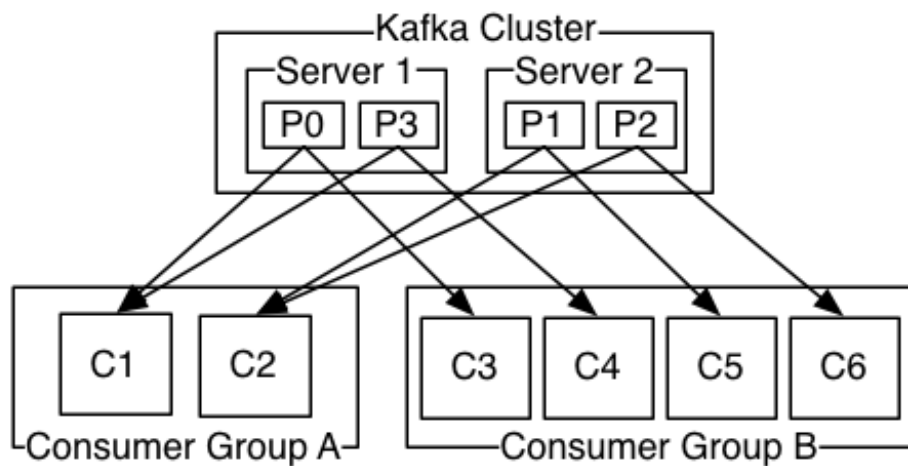 Kafka Cluster
Server 1 Server 2
P0 P3 P1 P2
C1 C2 C3 C4 C5 C6
Consumer Group A Consumer Group B